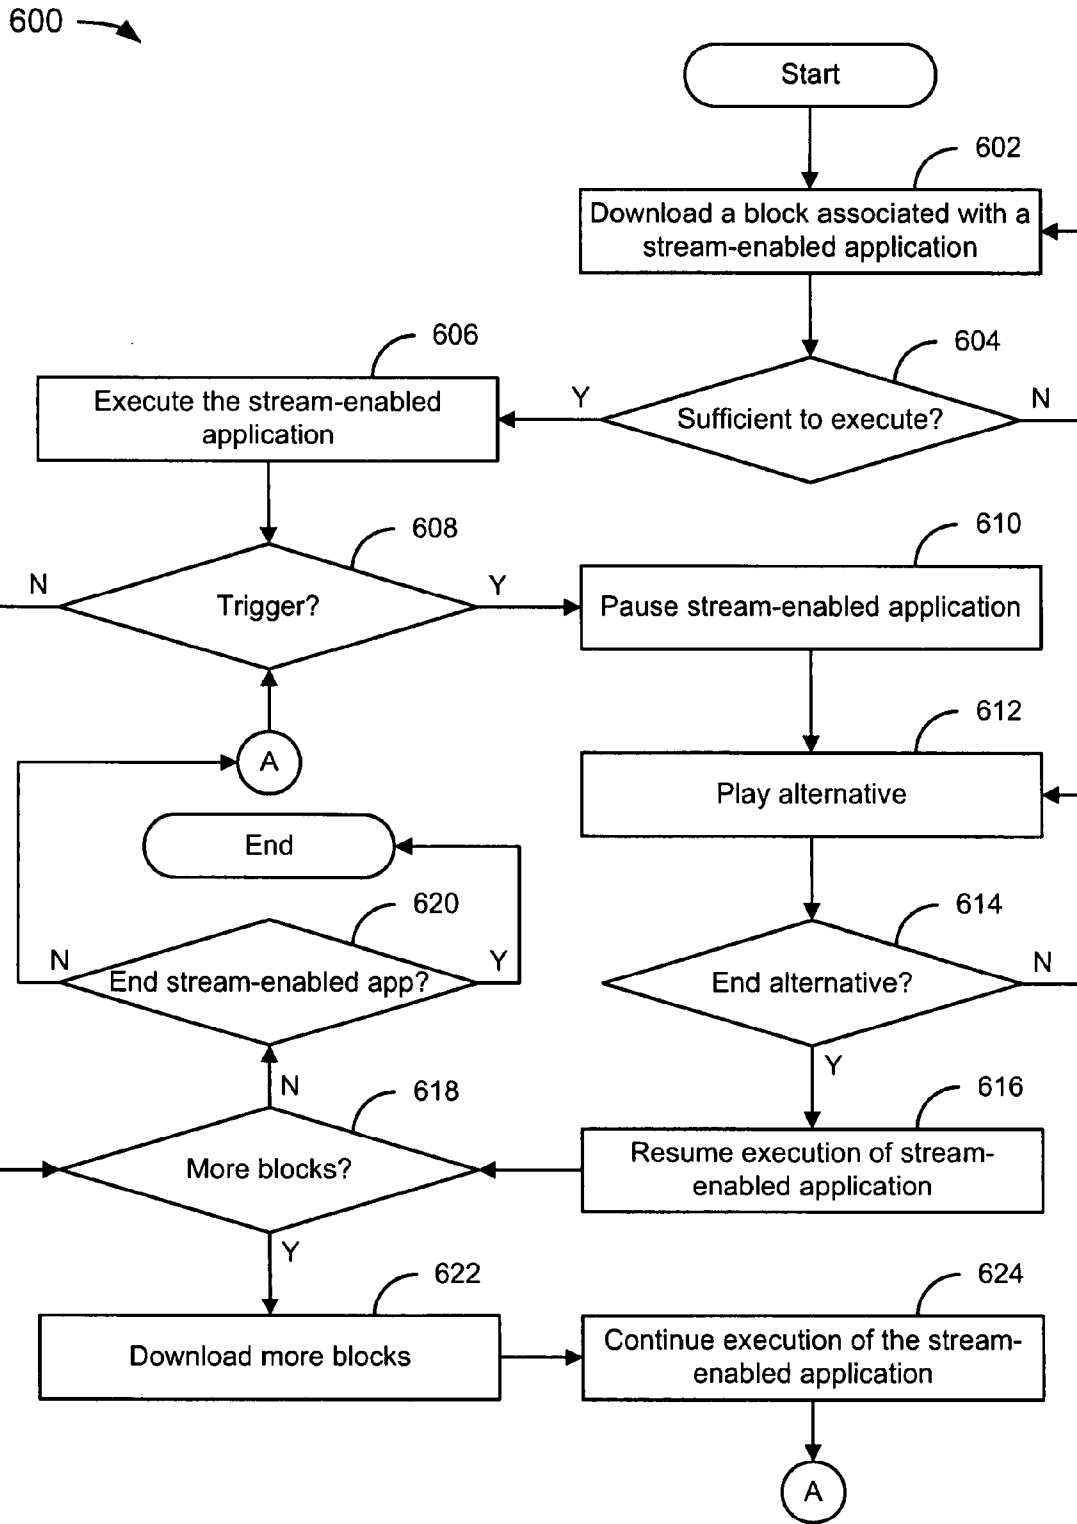 600
Start
602
Download a block associated with a
stream-enabled application
604
Sufficient to execute?
Y
N
606
Execute the stream-enabled
application
608
Trigger?
N
Y
610
Pause stream-enabled application
612
Play alternative
A
End
614
End alternative?
N
Y
620
End stream-enabled app?
N
Y
616
Resume execution of stream-
enabled application
618
More blocks?
N
Y
622
Download more blocks
624
Continue execution of the stream-
enabled application
A